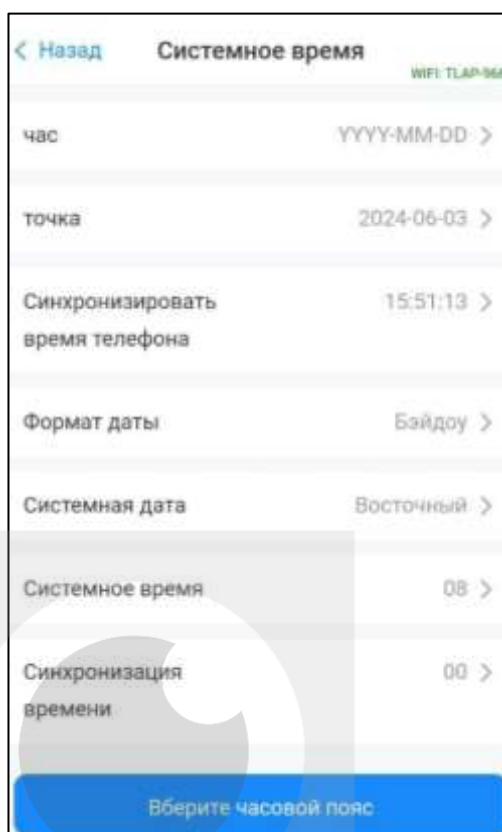 < Назад Системное время
WIFI: TLAP-966
час YYYY-MM-DD >
точка 2024-06-03 >
Синхронизировать 15:51:13 >
время телефона
Формат даты Бэйдоу >
Системная дата Восточный >
Системное время 08 >
Синхронизация 00 >
времени
Вберите часовой пояс